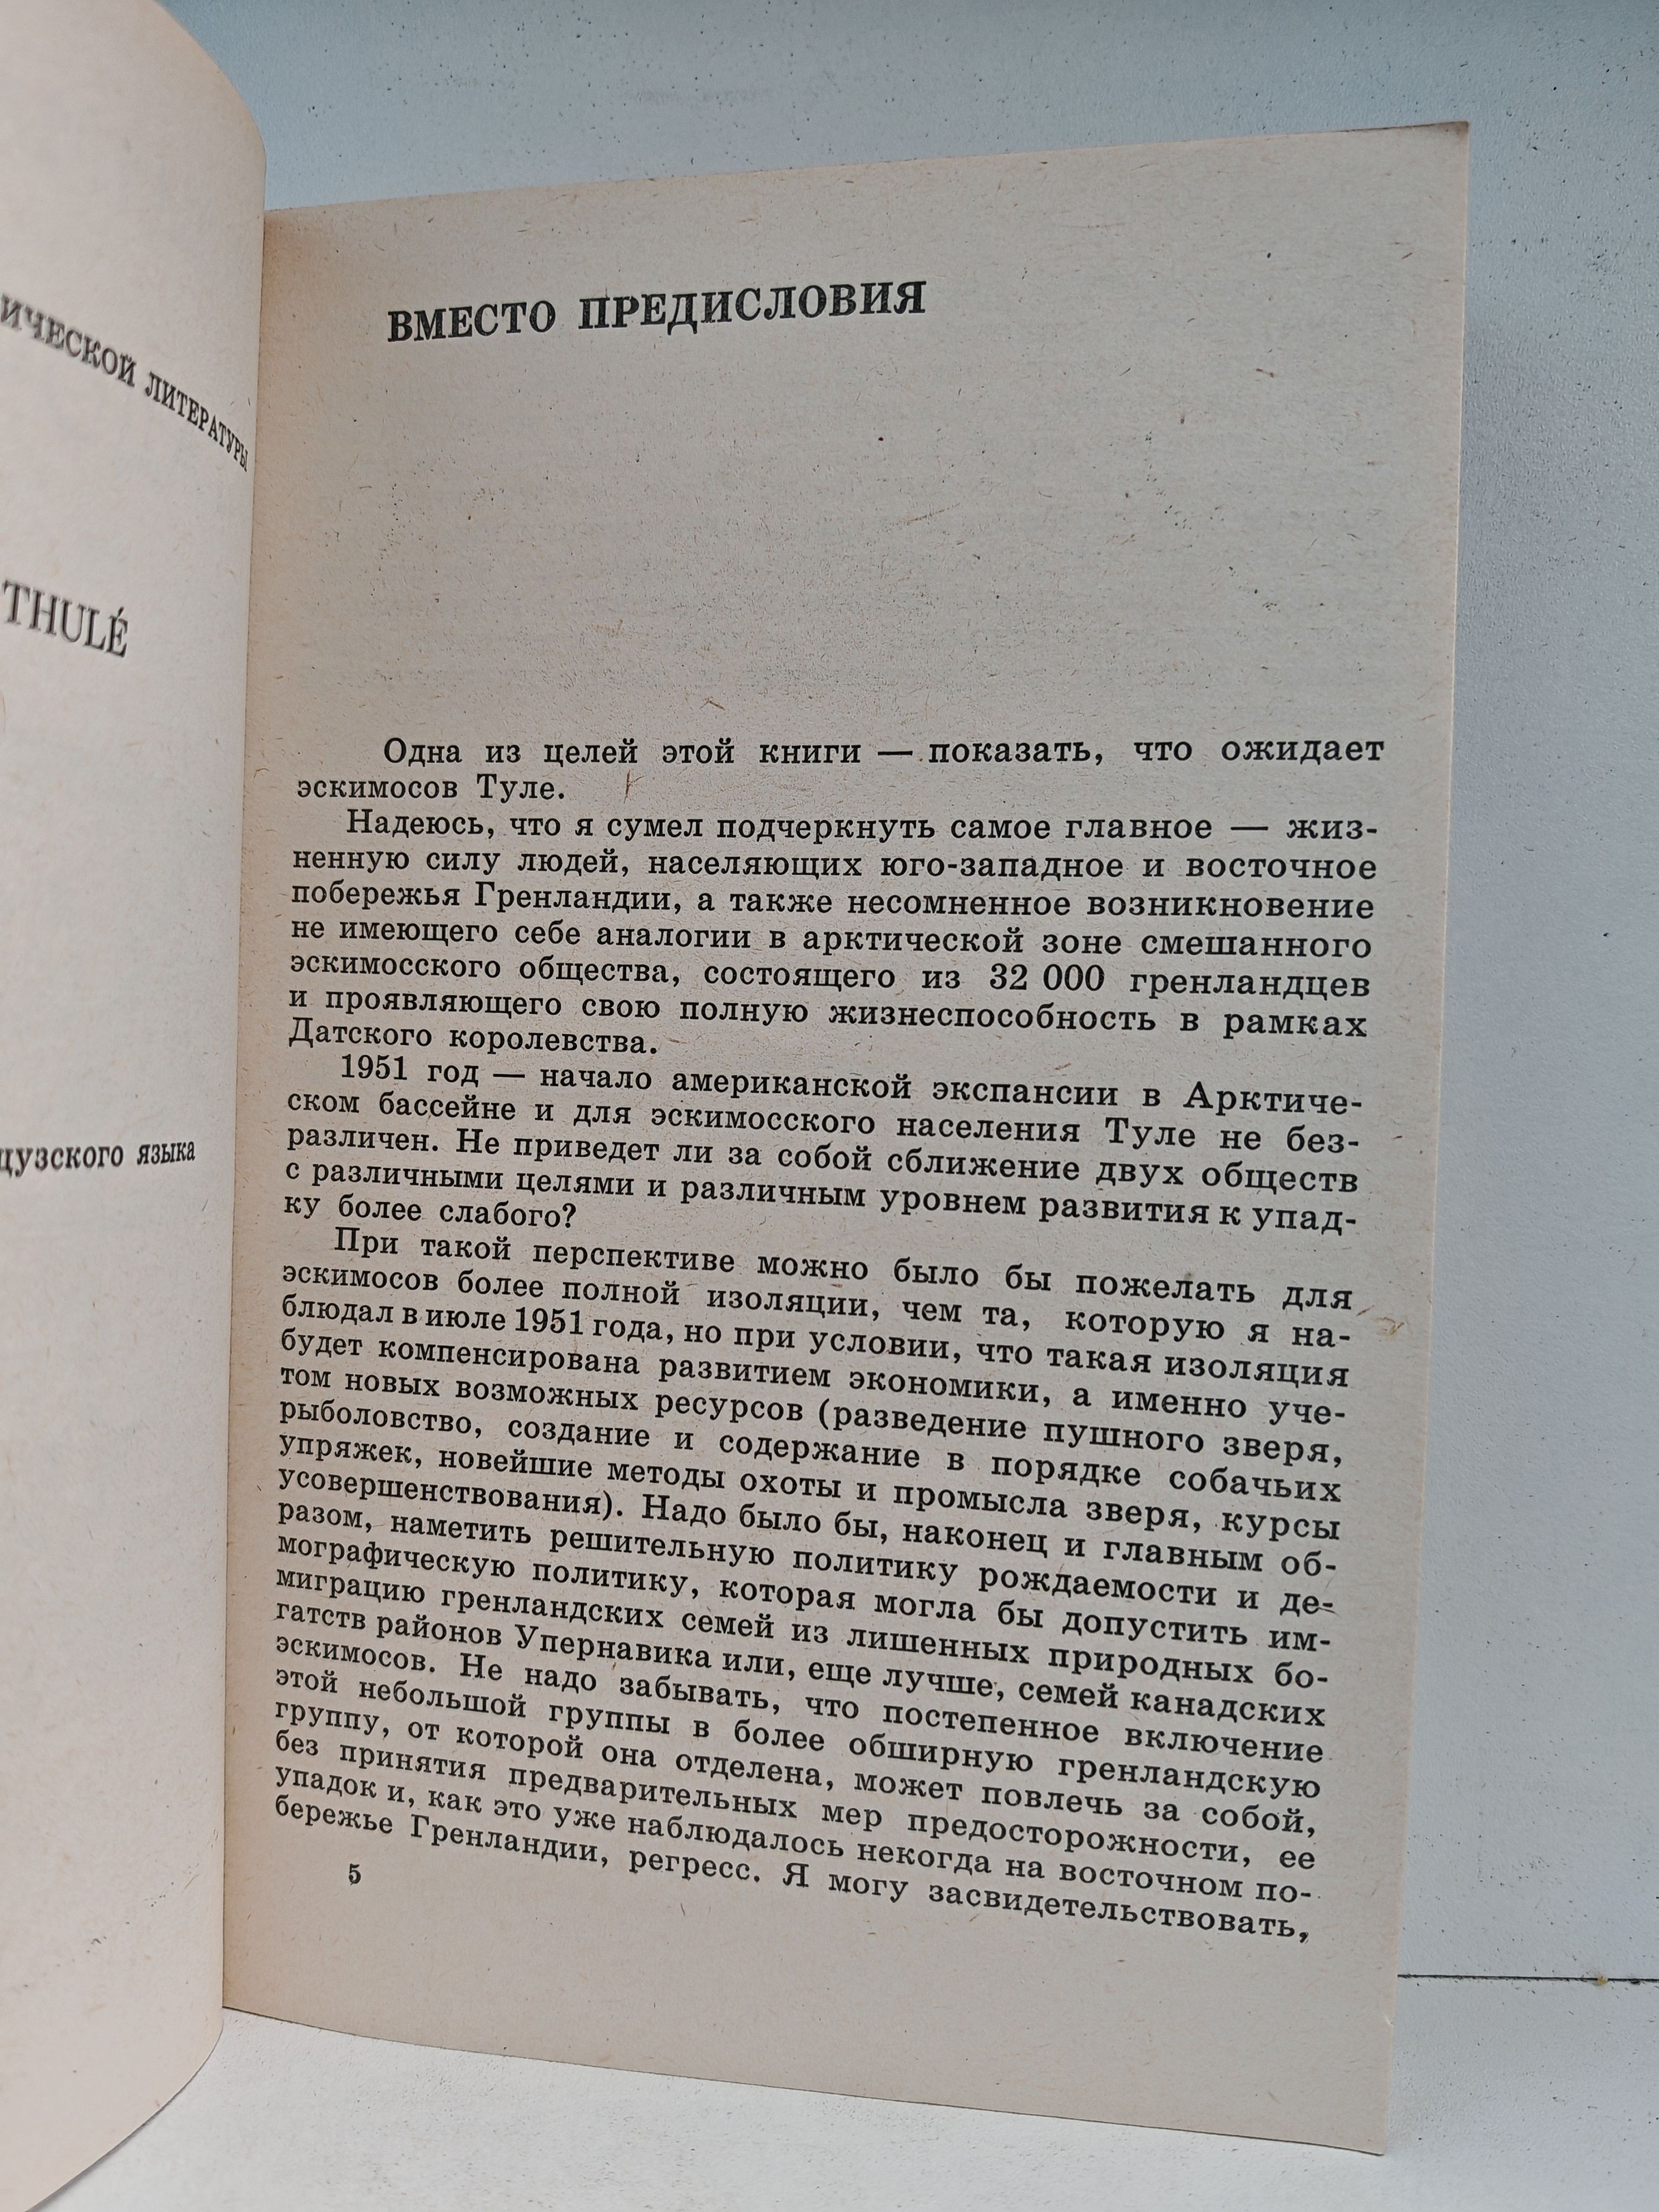 ЛИТЕРАТУРЫ
THULÉ
языка
ВМЕСТО ПРЕДИСЛОВИЯ
Одна из целей этой книги — показать, что ожидает
эскимосов Туле.
Надеюсь, что я сумел подчеркнуть самое главное — жиз-
ненную силу людей, населяющих юго-западное и восточное
побережья Гренландии, а также несомненное возникновение
не имеющего себе аналогии в арктической зоне смешанного
эскимосского общества, состоящего из 32 000 гренландцев
и проявляющего свою полную жизнеспособность в рамках
Датского королевства.
1951 год — начало американской экспансии в Арктиче-
ском бассейне и для эскимосского населения Туле не без-
различен. Не приведет ли за собой сближение двух обществ
с различными целями и различным уровнем развития к упад-
ку более слабого?
При такой перспективе можно было бы пожелать для
эскимосов более полной изоляции, чем та, которую я на-
блюдал в июле 1951 года, но при условии, что такая изоляция
будет компенсирована развитием экономики, а именно уче-
том новых возможных ресурсов (разведение пушного зверя,
рыболовство, создание и содержание в порядке собачьих
упряжек, новейшие методы охоты и промысла зверя, курсы
усовершенствования). Надо было бы, наконец и главным об-
разом, наметить решительную политику рождаемости и де-
мографическую политику, которая могла бы допустить им-
миграцию гренландских семей из лишенных природных бо-
гатств районов Упернавика или, еще лучше, семей канадских
эскимосов. Не надо забывать, что постепенное включение
этой небольшой группы в более обширную гренландскую
группу, от которой она отделена, может повлечь за собой,
без принятия предварительных мер предосторожности, ее
упадок и, как это уже наблюдалось некогда на восточном по-
бережье Гренландии, регресс. Я могу засвидетельствовать,
5